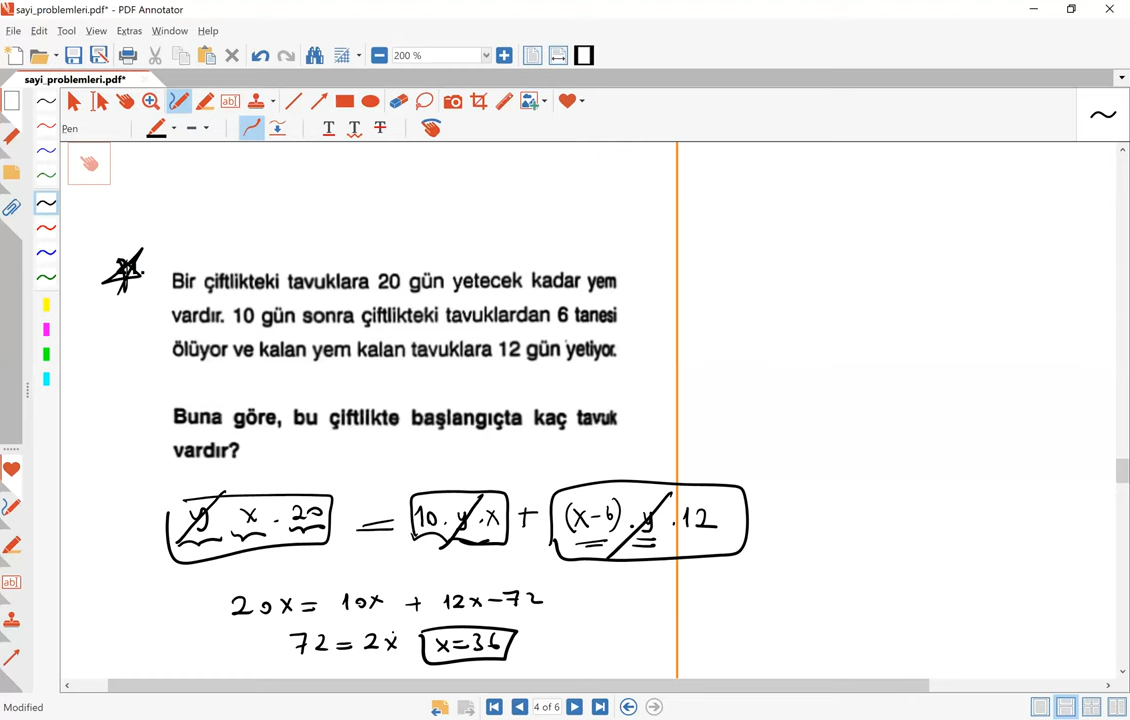 sayi_problemleri.pdf* - PDF Annotator
File Edit Tool View Extras Window Help
200 %
sayi_problemleri.pdf*
ab|
T T T
Pen
Bir çiftlikteki tavuklara 20 gün yetecek kadar yem
vardır. 10 gün sonra çiftlikteki tavuklardan 6 tanesi
ölüyor ve kalan yem kalan tavuklara 12 gün yetiyor.
Buna göre, bu çiftlikte başlangıçta kaç tavuk
vardır?
y x . 20 = 10 . y . x + (x-6) . y . 12
20x = 10x + 12x-72
72 = 2x x=36
Modified
4 of 6